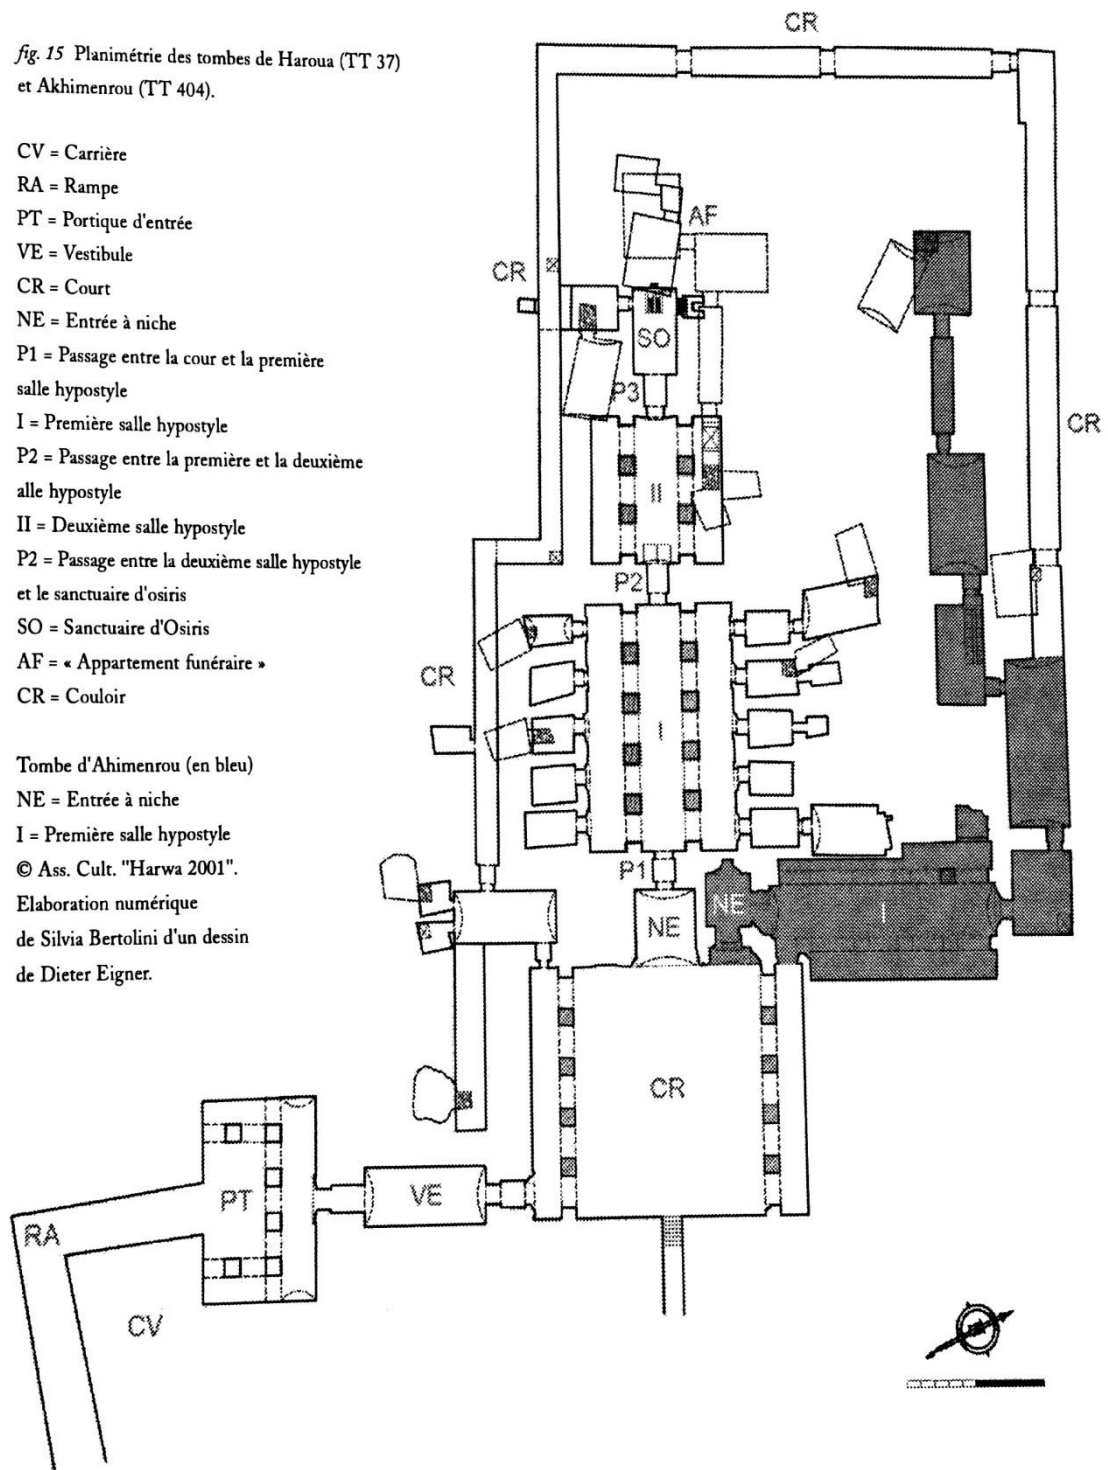 fig. 15 Planimétrie des tombes de Haroua (TT 37)
et Akhimenrou (TT 404).
CV = Carrière
RA = Rampe
PT = Portique d'entrée
VE = Vestibule
CR = Court
NE = Entrée à niche
P1 = Passage entre la cour et la première
salle hypostyle
I = Première salle hypostyle
P2 = Passage entre la première et la deuxième
alle hypostyle
II = Deuxième salle hypostyle
P2 = Passage entre la deuxième salle hypostyle
et le sanctuaire d'osiris
SO = Sanctuaire d'Osiris
AF = « Appartement funéraire »
CR = Couloir
Tombe d'Ahimenrou (en bleu)
NE = Entrée à niche
I = Première salle hypostyle
© Ass. Cult. "Harwa 2001".
Elaboration numérique
de Silvia Bertolini d'un dessin
de Dieter Eigner.
CR
AF
CR
SO
P3
CR
II
P2
CR
I
P1
NE
NE
I
CR
PT
VE
RA
CV